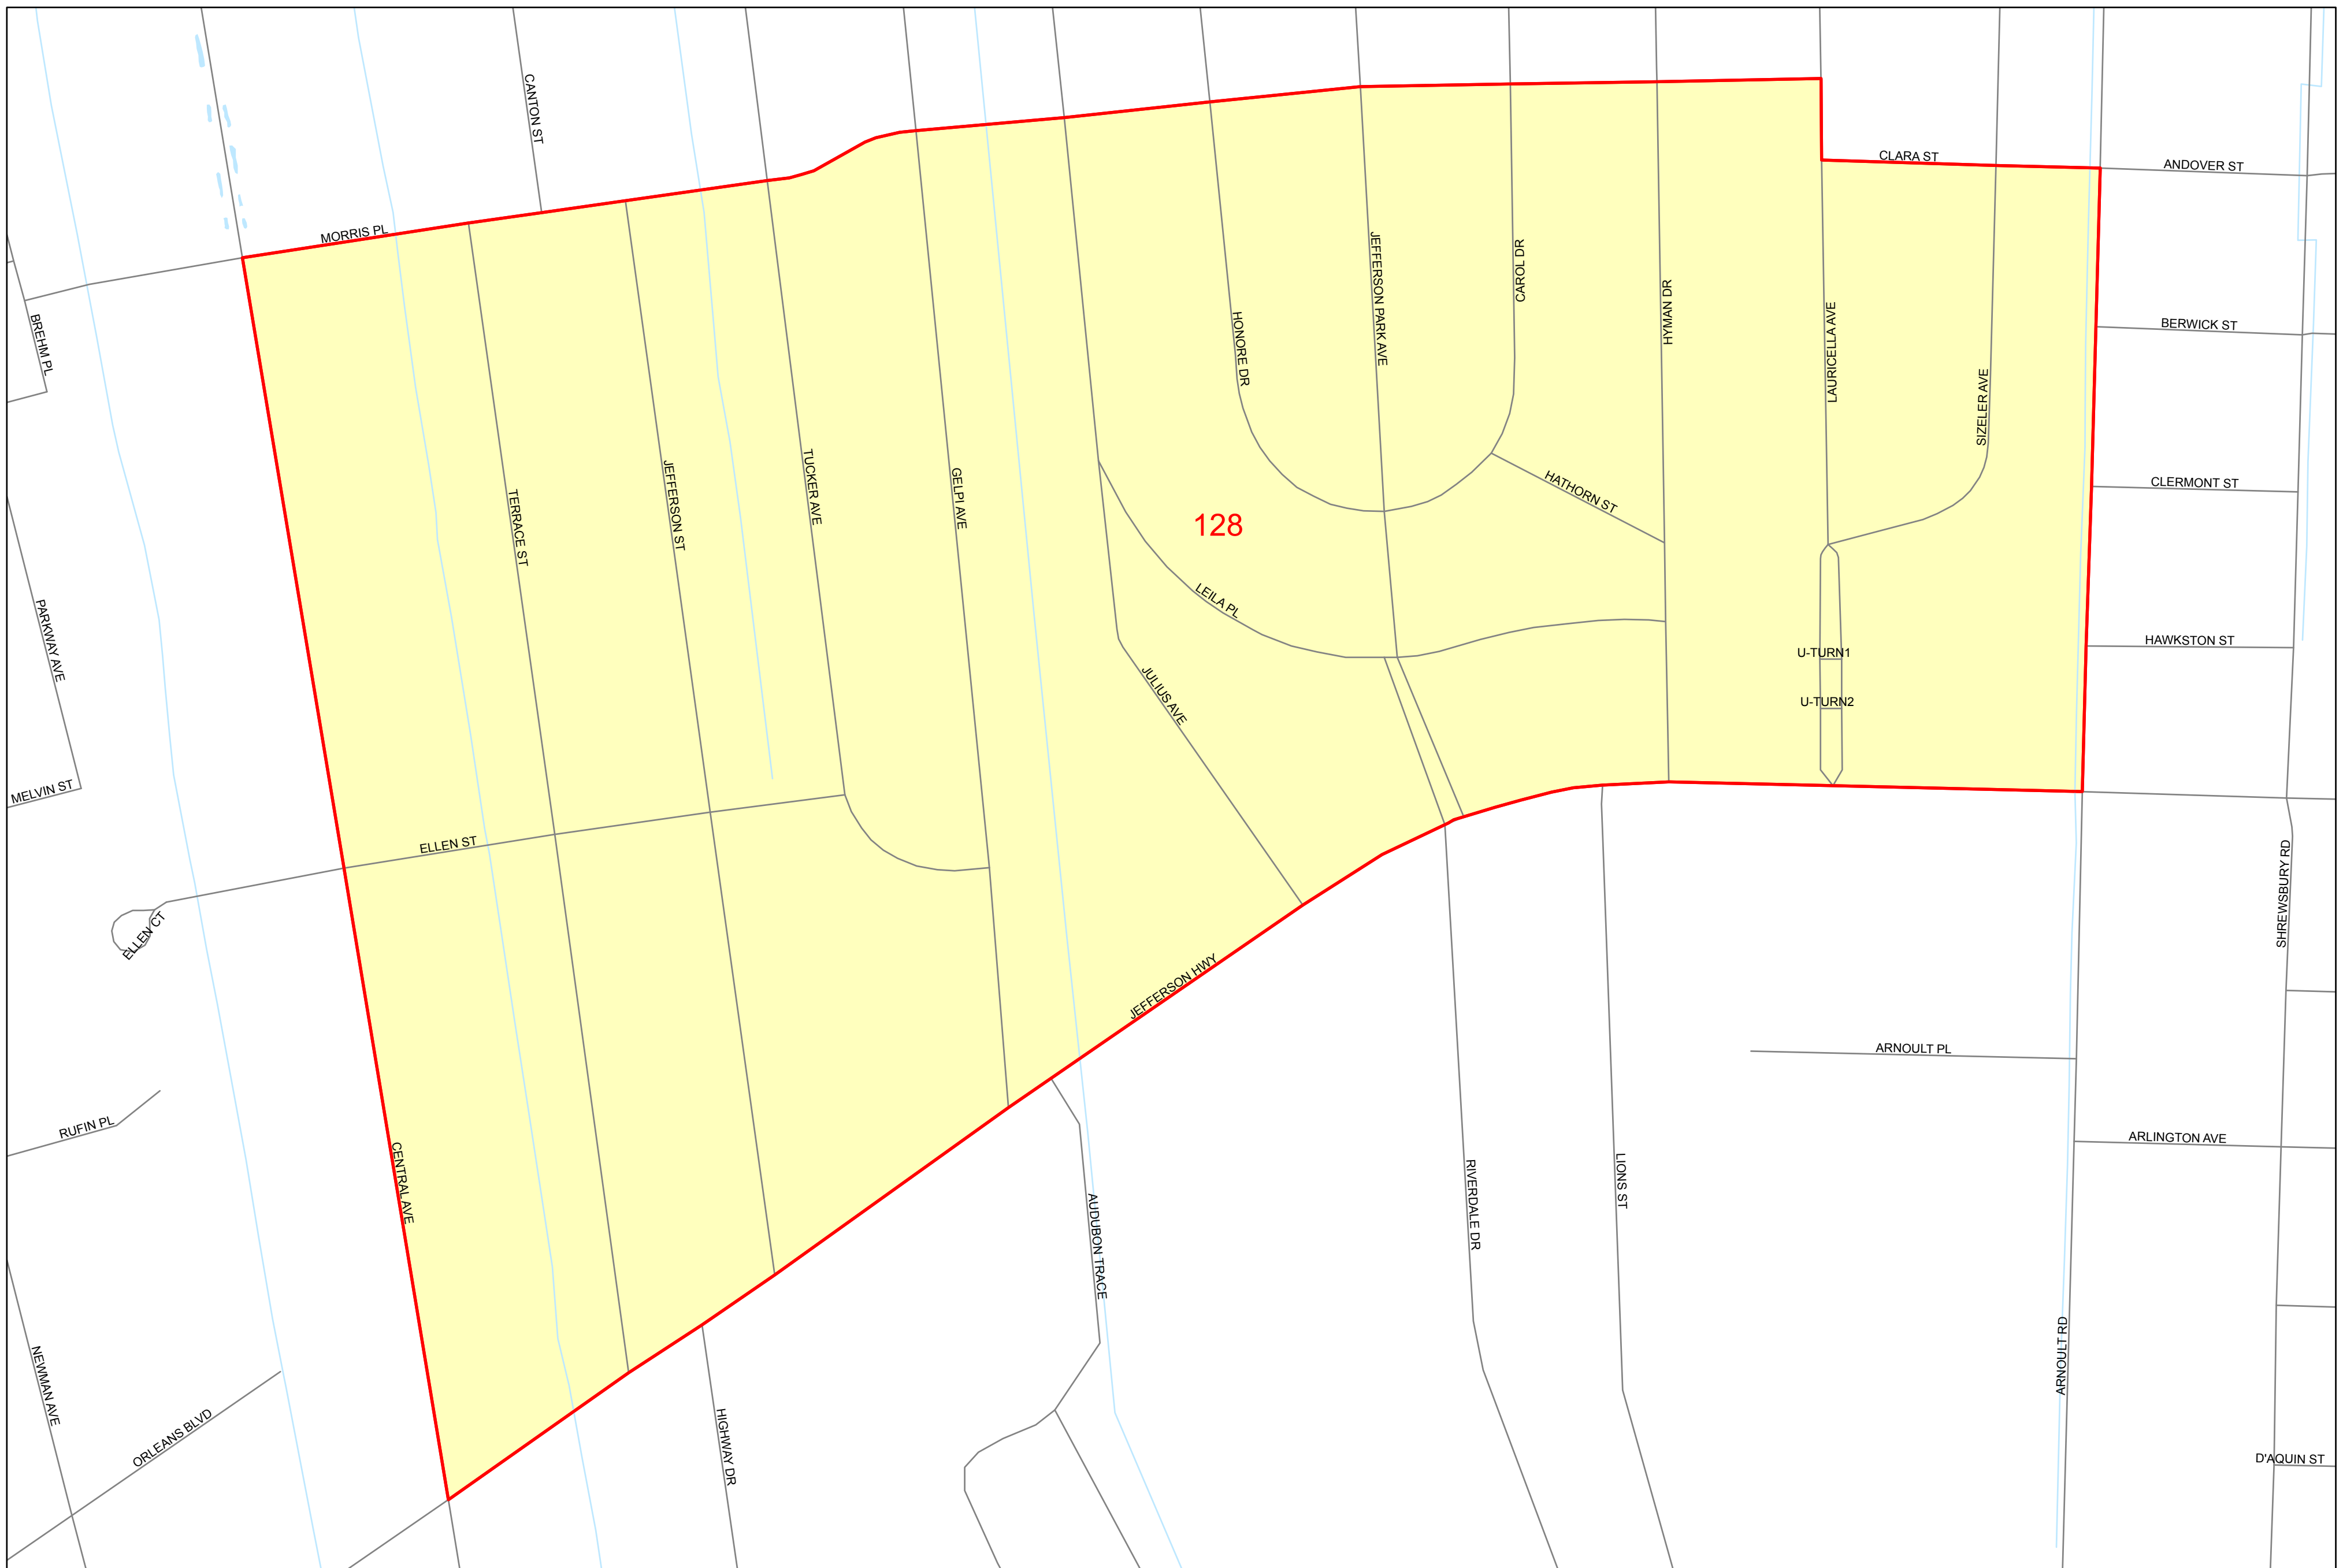 CANTON ST
CLARA ST
ANDOVER ST
MORRIS PL
BREHM PL
JEFFERSON PARK AVE
CAROL DR
HYMAN DR
HONORE DR
LAURICELLA AVE
SIZELER AVE
BERWICK ST
TERRACE ST
JEFFERSON ST
TUCKER AVE
GELPI AVE
128
HATHORN ST
CLERMONT ST
PARKWAY AVE
LEILA PL
JULIUS AVE
U-TURN1
U-TURN2
HAWKSTON ST
MELVIN ST
ELLEN ST
ELLEN CT
SHREWSBURY RD
JEFFERSON HWY
ARNOULT PL
RUFIN PL
CENTRAL AVE
AUDUBON TRACE
RIVERDALE DR
LIONS ST
ARLINGTON AVE
NEWMAN AVE
ORLEANS BLVD
HIGHWAY DR
ARNOULT RD
D'AQUIN ST